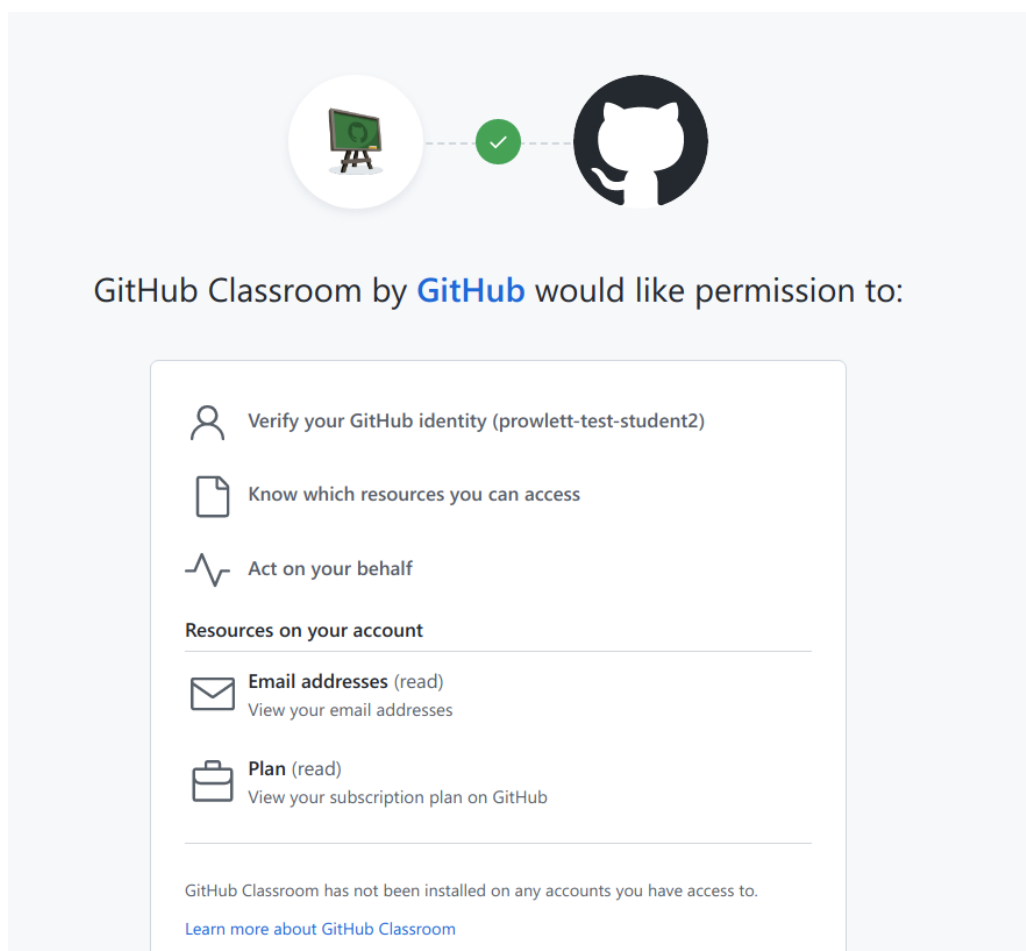 GitHub Classroom by GitHub would like permission to:
Verify your GitHub identity (prowlett-test-student2)
Know which resources you can access
Act on your behalf
Resources on your account
Email addresses (read)
View your email addresses
Plan (read)
View your subscription plan on GitHub
GitHub Classroom has not been installed on any accounts you have access to.
Learn more about GitHub Classroom